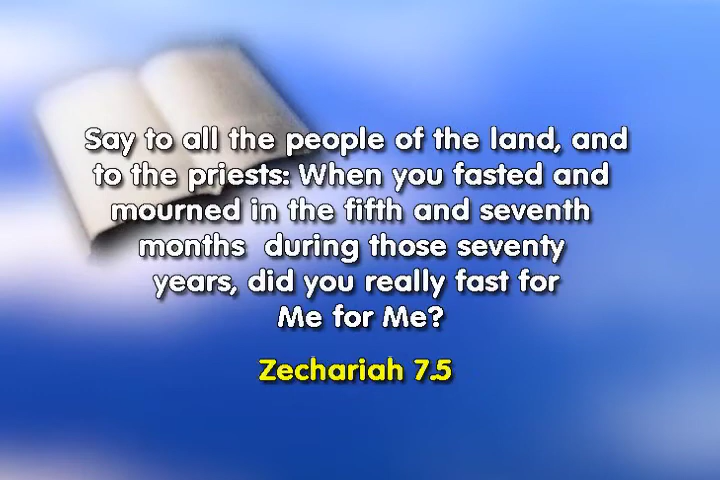 Say to all the people of the land, and
to the priests: When you fasted and
mourned in the fifth and seventh
months  during those seventy
years, did you really fast for
Me for Me?
Zechariah 7.5